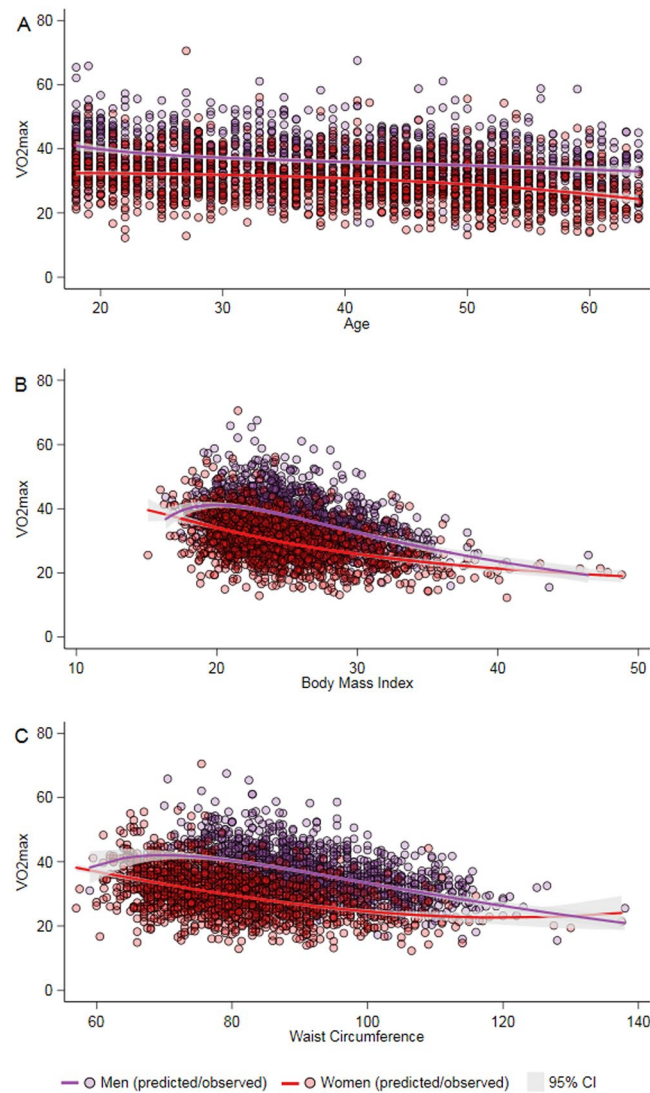 A
80
60
40
20
0
VO2max
20 30 40 50 60
Age
B
80
60
40
20
0
VO2max
10 20 30 40 50
Body Mass Index
C
80
60
40
20
0
VO2max
60 80 100 120 140
Waist Circumference
Men (predicted/observed) Women (predicted/observed) 95% CI